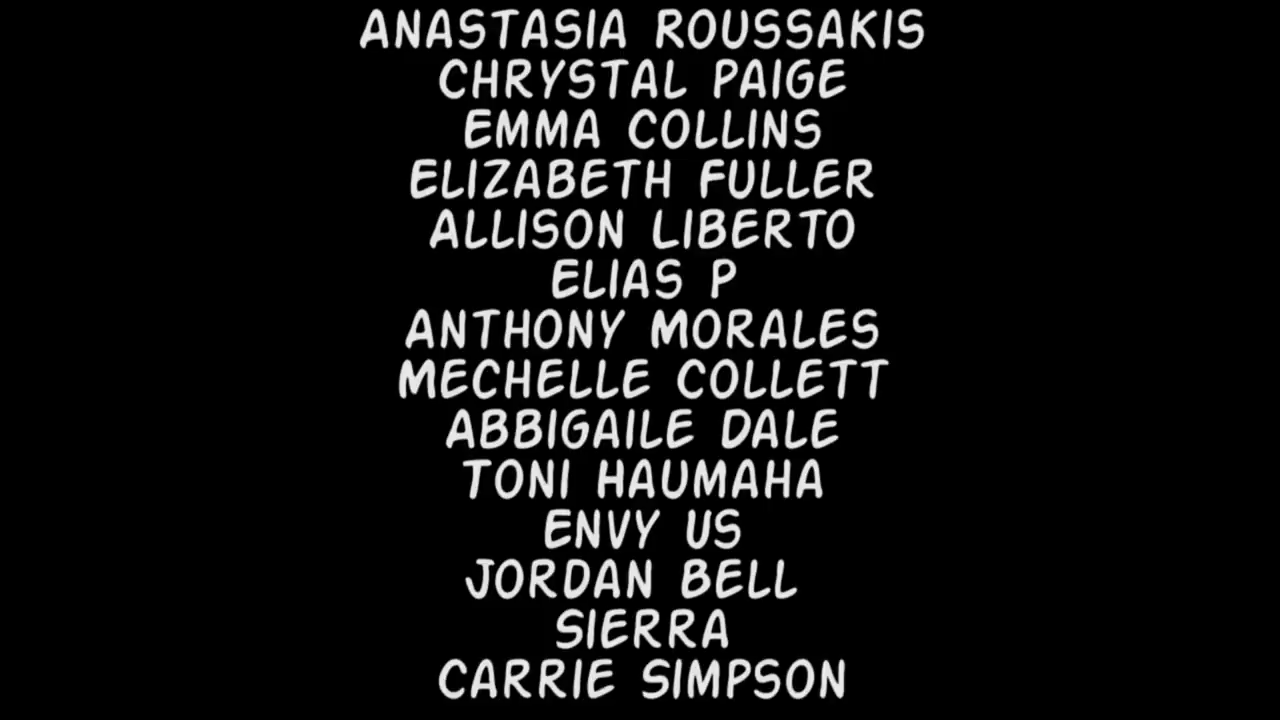 ANASTASIA ROUSSAKIS
CHRYSTAL PAIGE
EMMA COLLINS
ELIZABETH FULLER
ALLISON LIBERTO
ELIAS P
ANTHONY MORALES
MECHELLE COLLETT
ABBIGAILE DALE
TONI HAUMAHA
ENVY US
JORDAN BELL
SIERRA
CARRIE SIMPSON